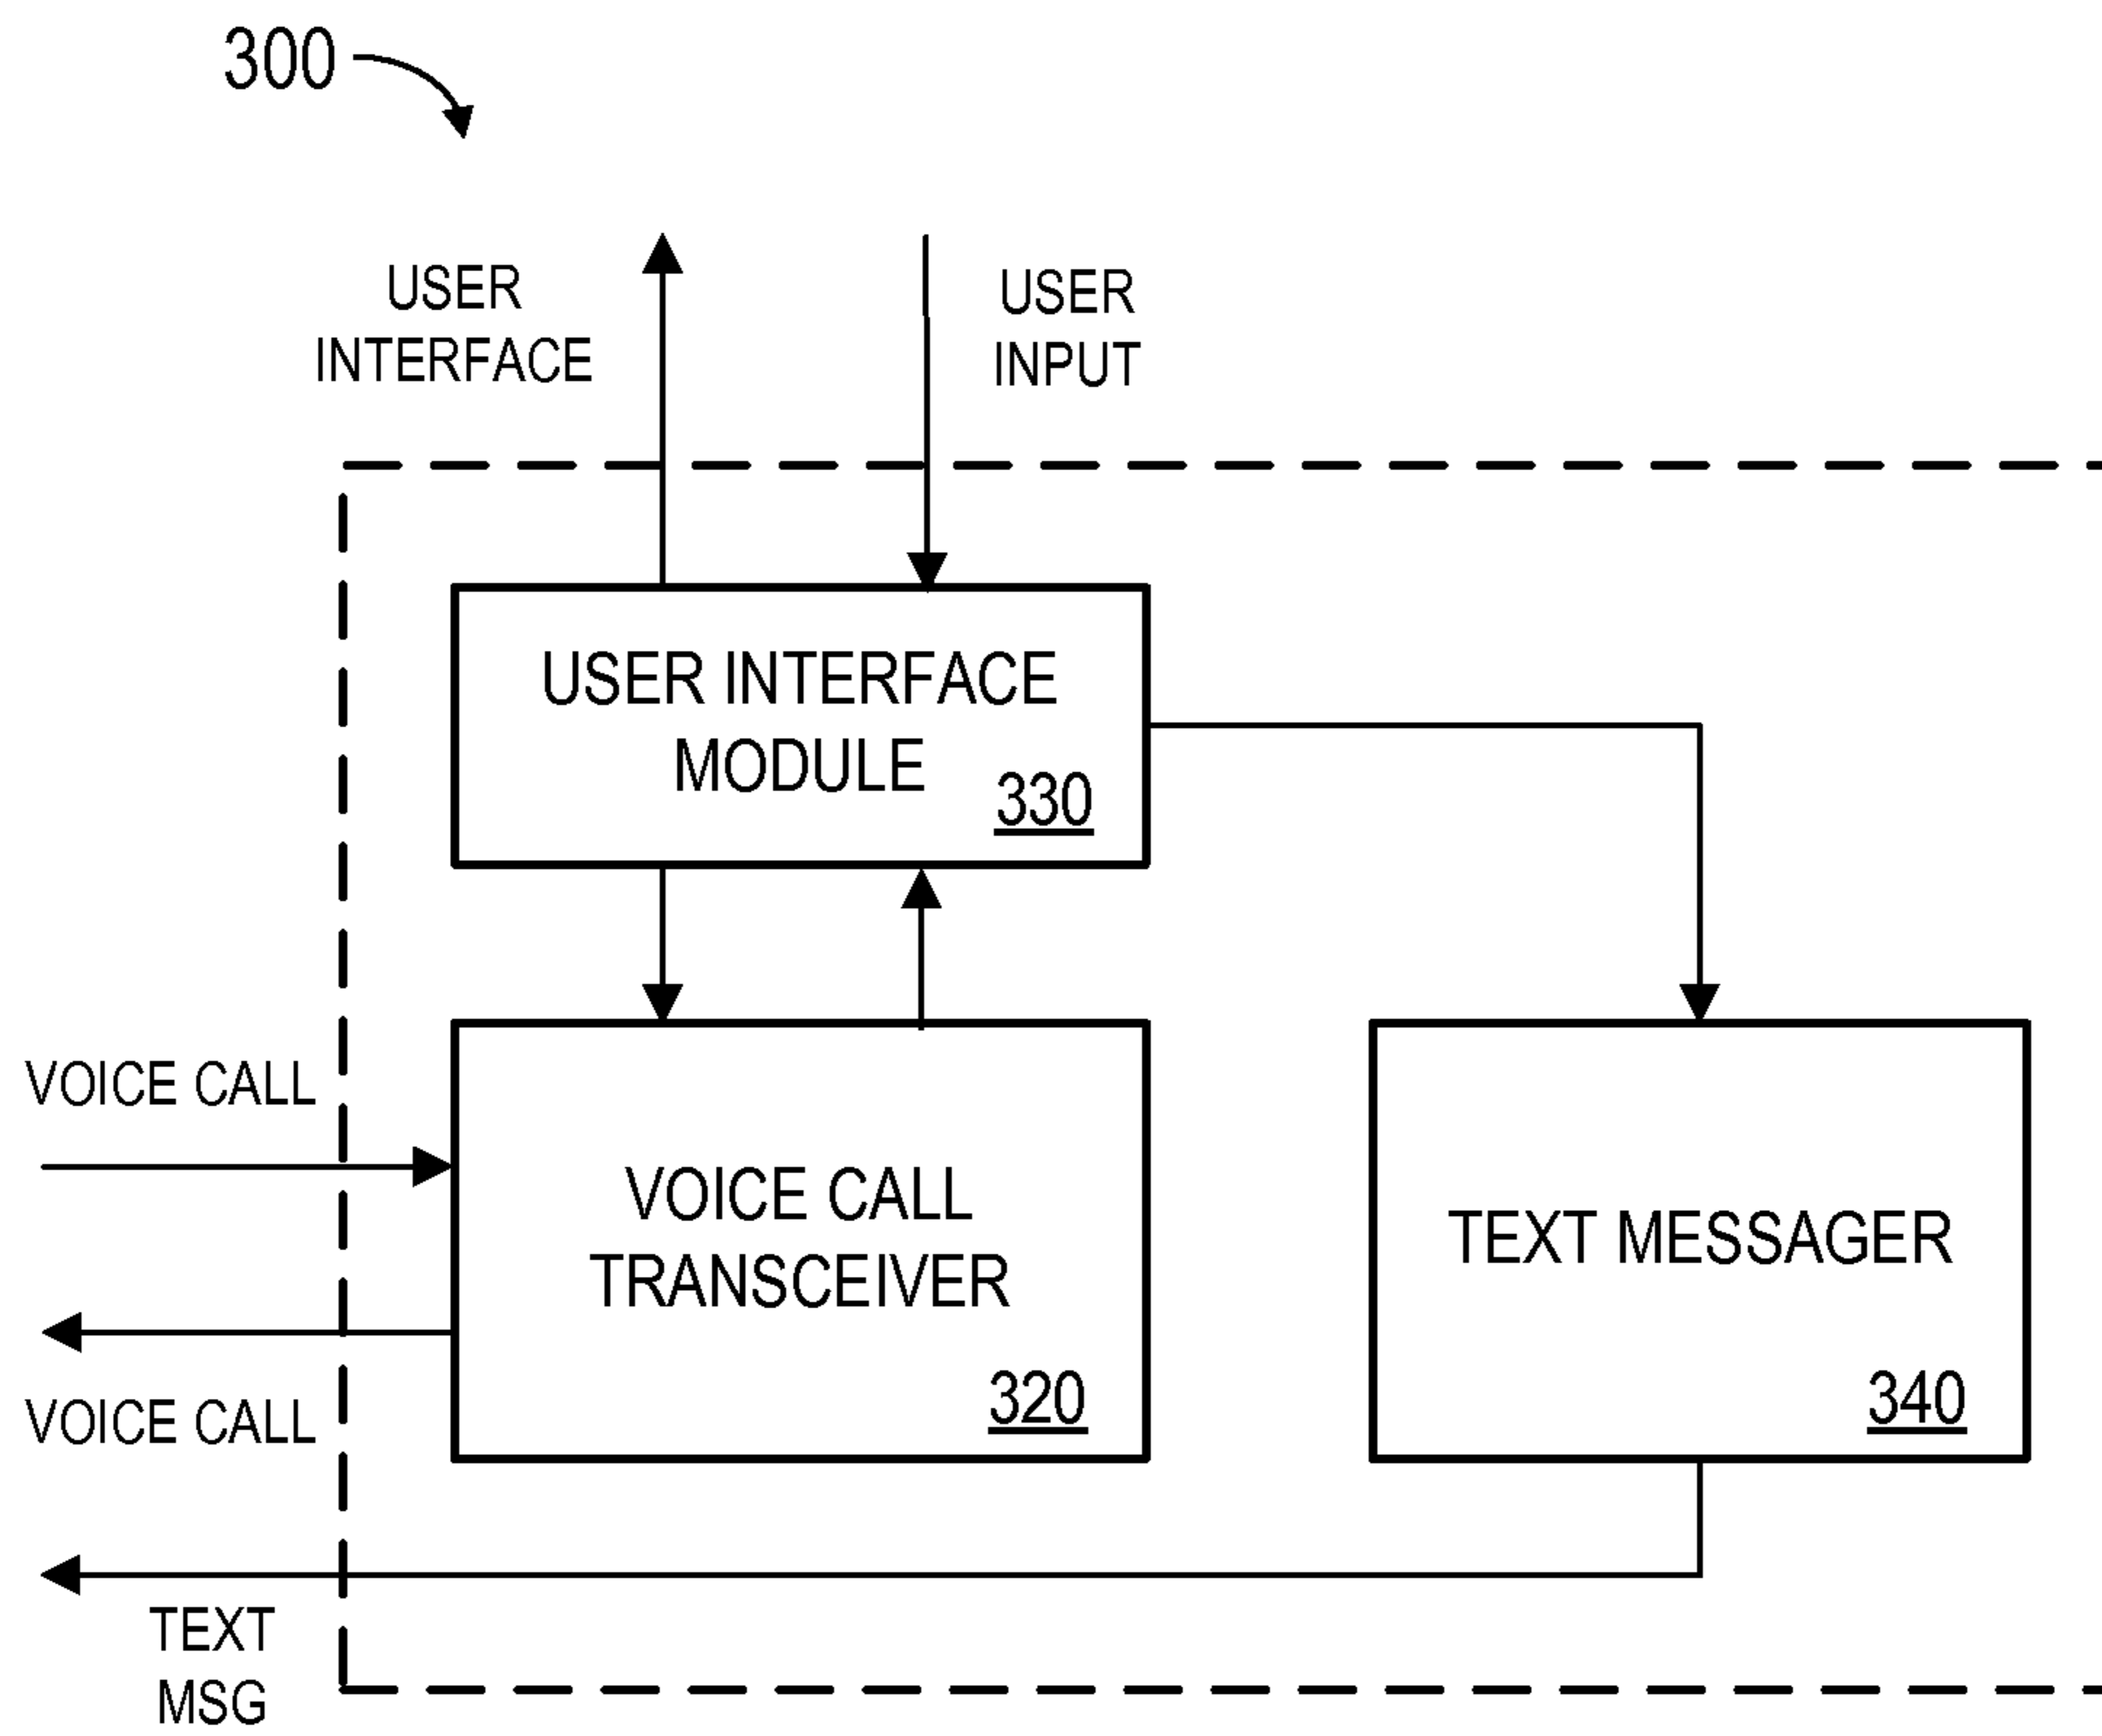 300
USER
INTERFACE
USER
INPUT
USER INTERFACE
MODULE
330
VOICE CALL
VOICE CALL
TRANSCEIVER
320
TEXT MESSAGER
340
VOICE CALL
TEXT
MSG